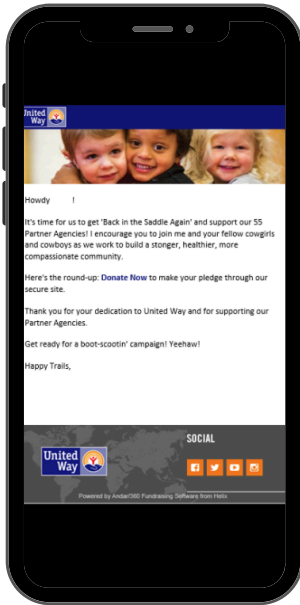 United
Way
Howdy !
It's time for us to get 'Back in the Saddle Again' and support our 55
Partner Agencies! I encourage you to join me and your fellow cowgirls
and cowboys as we work to build a stonger, healthier, more
compassionate community.
Here's the round-up: Donate Now to make your pledge through our
secure site.
Thank you for your dedication to United Way and for supporting our
Partner Agencies.
Get ready for a boot-scootin' campaign! Yeehaw!
Happy Trails,
United
Way
SOCIAL
Powered by Andar/360 Fundraising Software from Helix